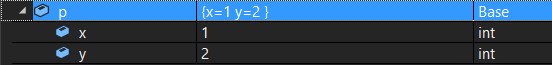 p {x=1 y=2 } Base
x 1 int
y 2 int